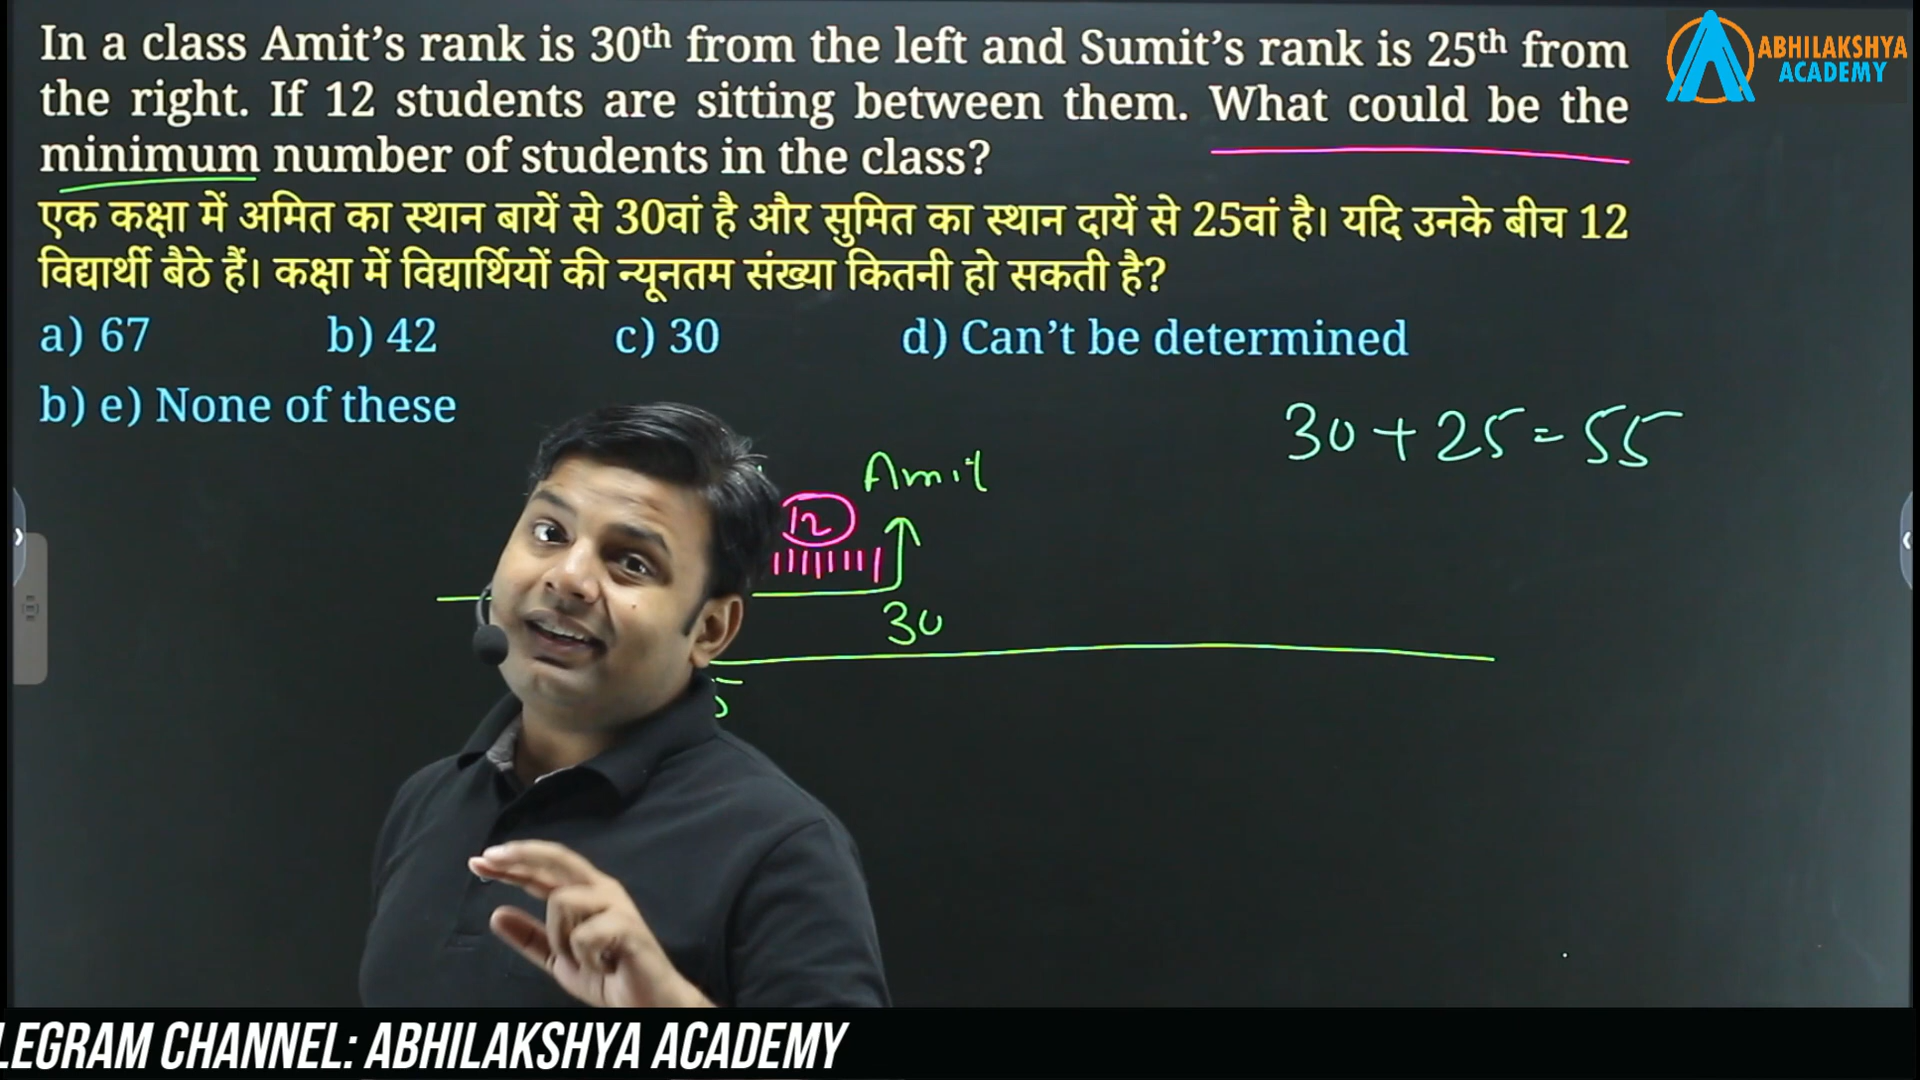 In a class Amit’s rank is 30th from the left and Sumit’s rank is 25th from
the right. If 12 students are sitting between them. What could be the
minimum number of students in the class?
एक कक्षा में अमित का स्थान बायें से 30वां है और सुमित का स्थान दायें से 25वां है। यदि उनके बीच 12
विद्यार्थी बैठे हैं। कक्षा में विद्यार्थियों की न्यूनतम संख्या कितनी हो सकती है?
a) 67 b) 42 c) 30 d) Can’t be determined
b) e) None of these
30+25=55
Amit
12
30
ABHILAKSHYA
ACADEMY
LEGRAM CHANNEL: ABHILAKSHYA ACADEMY